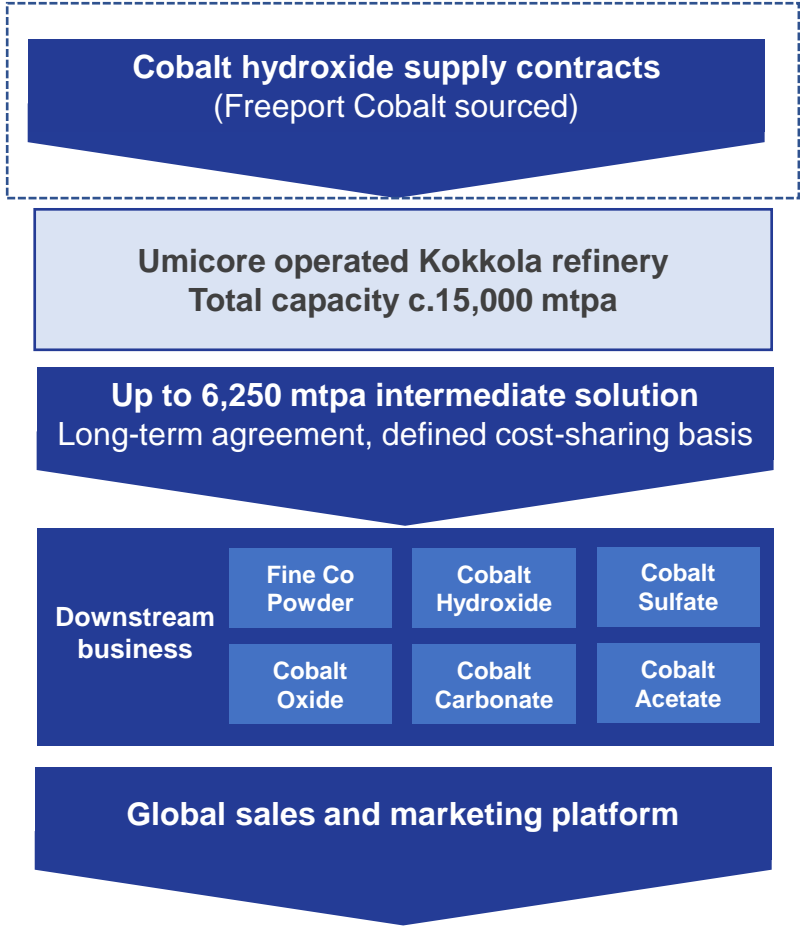 Cobalt hydroxide supply contracts
(Freeport Cobalt sourced)
Umicore operated Kokkola refinery
Total capacity c.15,000 mtpa
Up to 6,250 mtpa intermediate solution
Long-term agreement, defined cost-sharing basis
Downstream
business
Fine Co
Powder
Cobalt
Hydroxide
Cobalt
Sulfate
Cobalt
Oxide
Cobalt
Carbonate
Cobalt
Acetate
Global sales and marketing platform